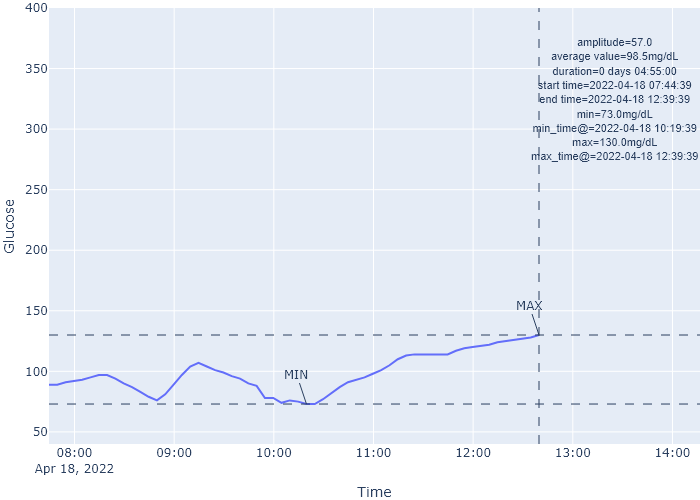 400
350
300
250
200
150
100
50
Glucose
amplitude=57.0
average value=98.5mg/dL
duration=0 days 04:55:00
start time=2022-04-18 07:44:39
end time=2022-04-18 12:39:39
min=73.0mg/dL
min_time@=2022-04-18 10:19:39
max=130.0mg/dL
max_time@=2022-04-18 12:39:39
MAX
MIN
08:00 09:00 10:00 11:00 12:00 13:00 14:00
Apr 18, 2022
Time